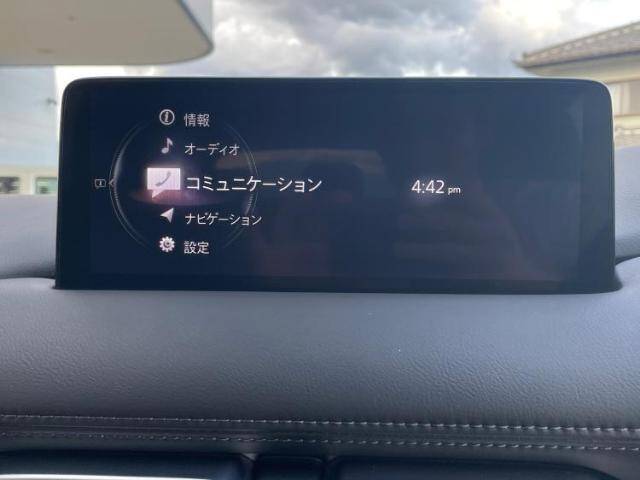 情報
オーディオ
コミュニケーション
4:42 pm
ナビゲーション
設定